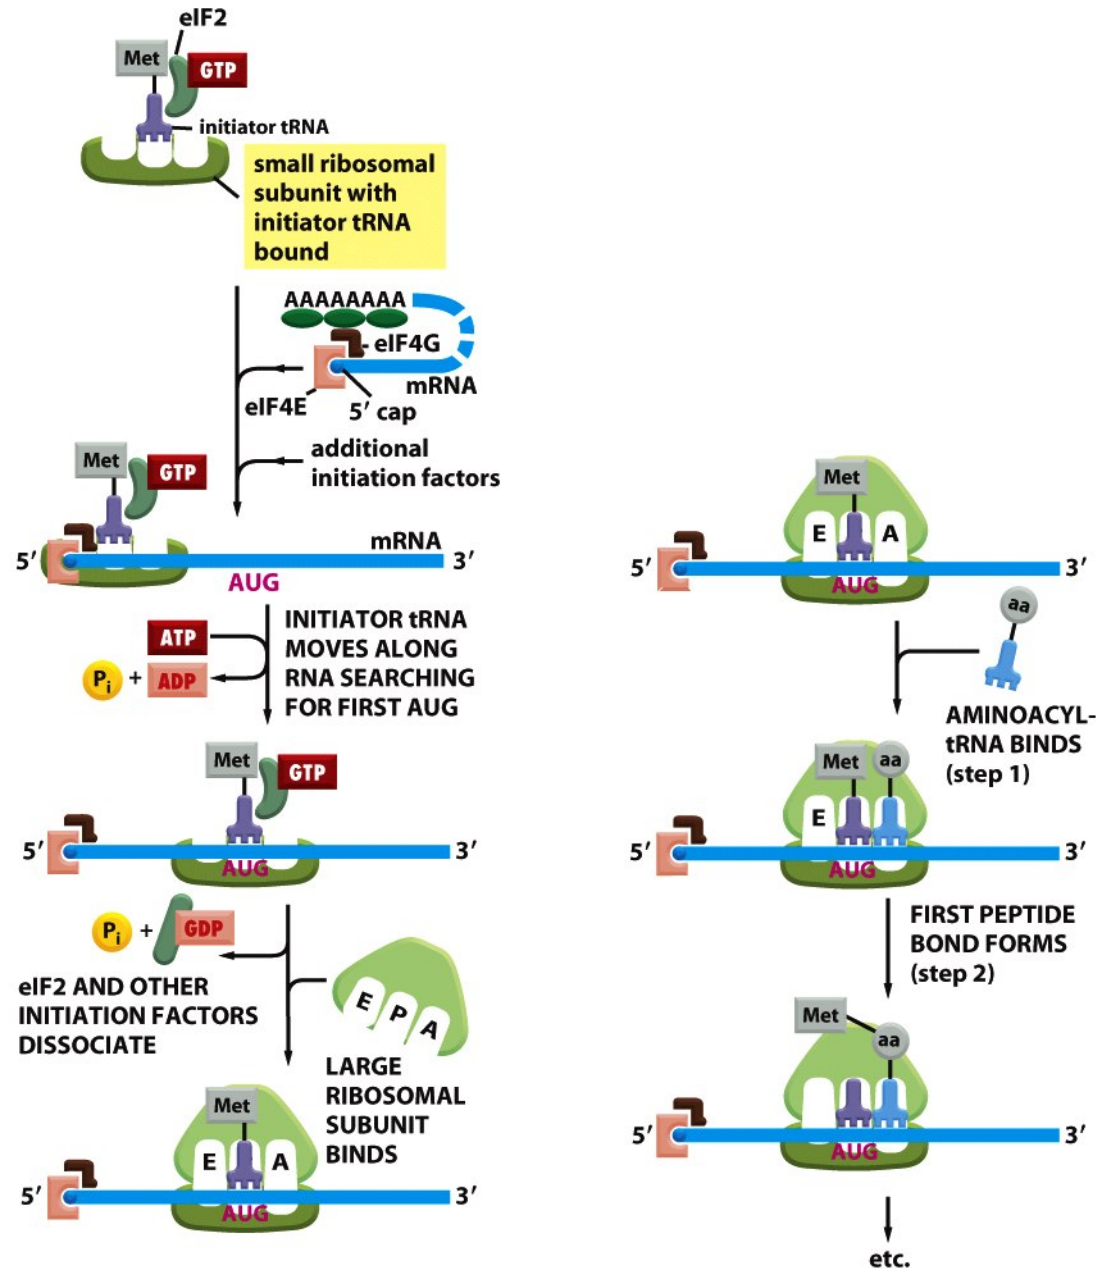 eIF2
Met
GTP
initiator tRNA
small ribosomal
subunit with
initiator tRNA
bound
AAAAAAAA
eIF4G
mRNA
eIF4E
5′ cap
additional
initiation factors
Met
GTP
5′
mRNA
3′
AUG
ATP
Pi + ADP
INITIATOR tRNA
MOVES ALONG
RNA SEARCHING
FOR FIRST AUG
Met
GTP
5′
3′
AUG
Pi + GDP
eIF2 AND OTHER
INITIATION FACTORS
DISSOCIATE
E P A
LARGE
RIBOSOMAL
SUBUNIT
BINDS
Met
E A
5′
3′
AUG
Met
E A
5′
3′
AUG
aa
AMINOACYL-
tRNA BINDS
(step 1)
Met aa
E
5′
3′
AUG
FIRST PEPTIDE
BOND FORMS
(step 2)
Met
aa
5′
3′
AUG
etc.